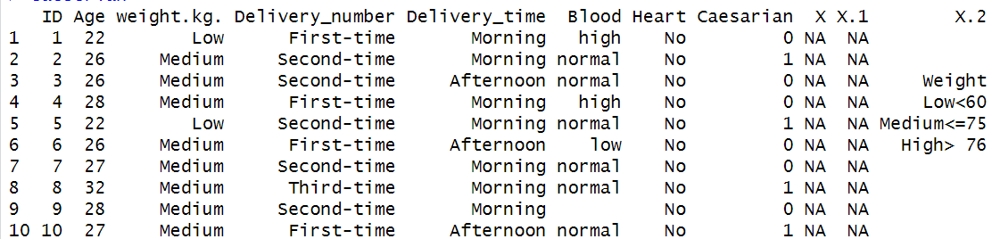 ID Age weight.kg. Delivery_number Delivery_time Blood Heart Caesarian X X.1 X.2
1 1 22 Low First-time Morning high No 0 NA NA
2 2 26 Medium Second-time Morning normal No 1 NA NA
3 3 26 Medium Second-time Afternoon normal No 0 NA NA Weight
4 4 28 Medium First-time Morning high No 0 NA NA Low<60
5 5 22 Low Second-time Morning normal No 1 NA NA Medium<=75
6 6 26 Medium First-time Afternoon low No 0 NA NA High> 76
7 7 27 Medium Second-time Morning normal No 0 NA NA
8 8 32 Medium Third-time Morning normal No 1 NA NA
9 9 28 Medium Second-time Morning No 0 NA NA
10 10 27 Medium First-time Afternoon normal No 1 NA NA